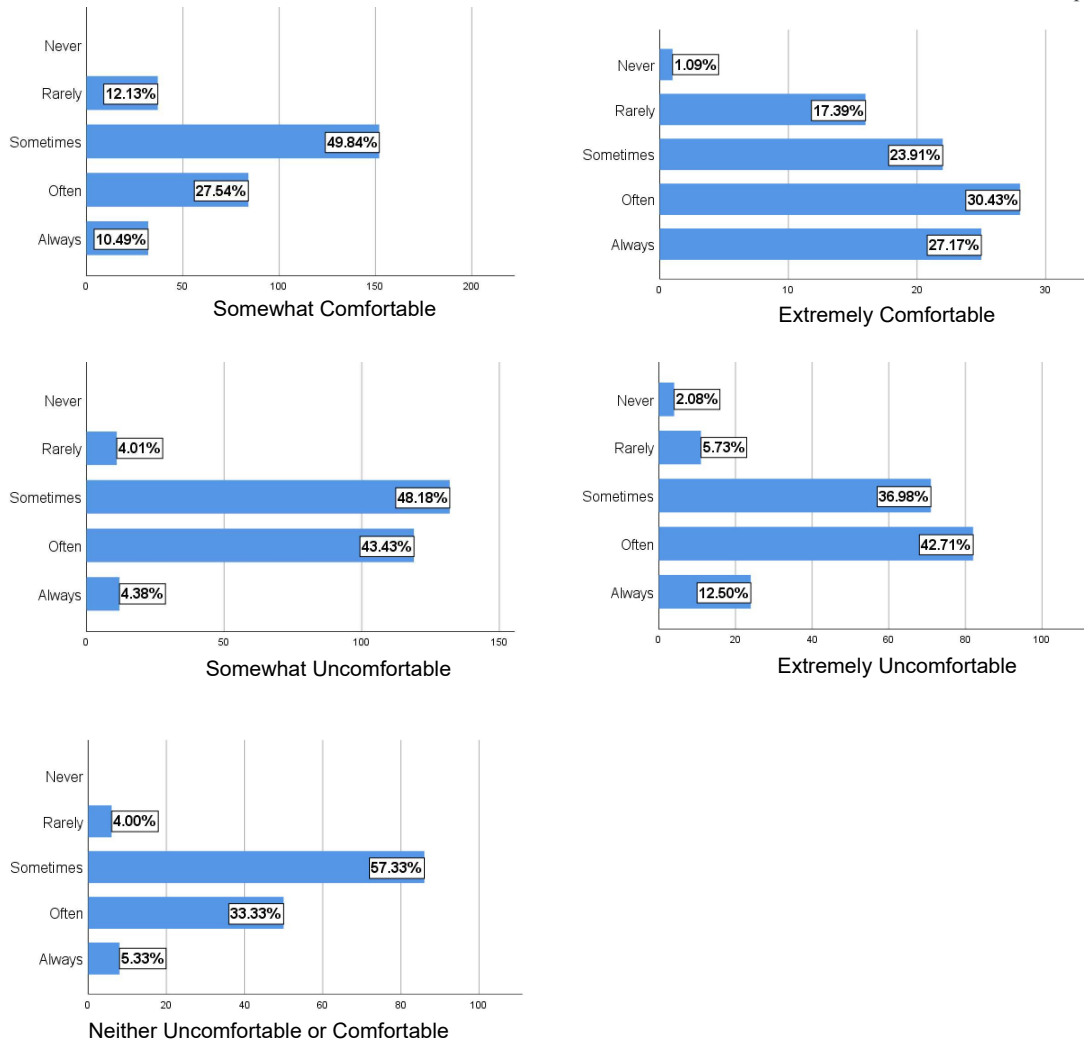 Never
Rarely
12.13%
Sometimes
49.84%
Often
27.54%
Always
10.49%
0
50
100
150
200
Somewhat Comfortable
Never
1.09%
Rarely
17.39%
Sometimes
23.91%
Often
30.43%
Always
27.17%
0
10
20
30
Extremely Comfortable
Never
Rarely
4.01%
Sometimes
48.18%
Often
43.43%
Always
4.38%
0
50
100
150
Somewhat Uncomfortable
Never
2.08%
Rarely
5.73%
Sometimes
36.98%
Often
42.71%
Always
12.50%
0
20
40
60
80
100
Extremely Uncomfortable
Never
Rarely
4.00%
Sometimes
57.33%
Often
33.33%
Always
5.33%
0
20
40
60
80
100
Neither Uncomfortable or Comfortable